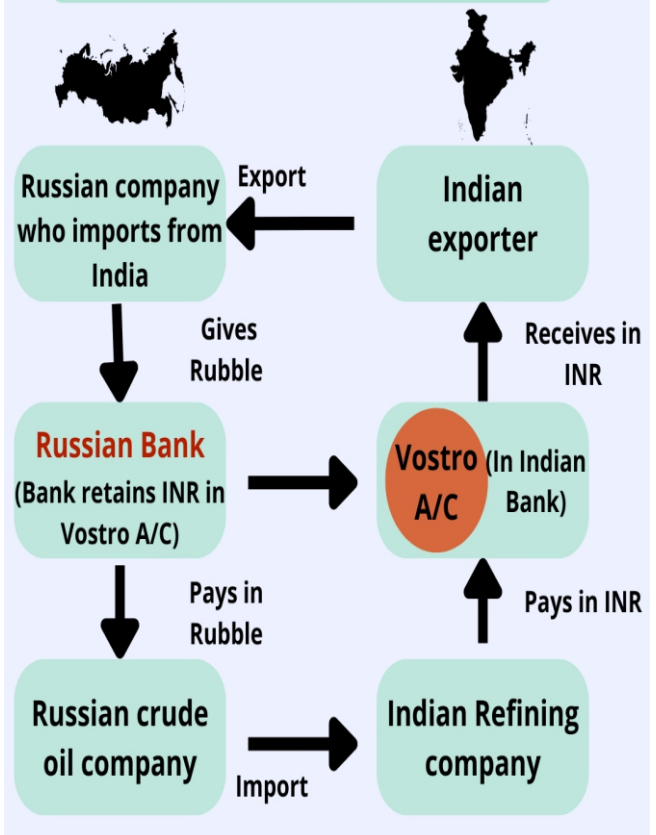 Russian company
who imports from
India
Export
Indian
exporter
Gives
Rubble
Receives in
INR
Russian Bank
(Bank retains INR in
Vostro A/C)
Vostro
A/C
(In Indian
Bank)
Pays in
Rubble
Pays in INR
Russian crude
oil company
Import
Indian Refining
company